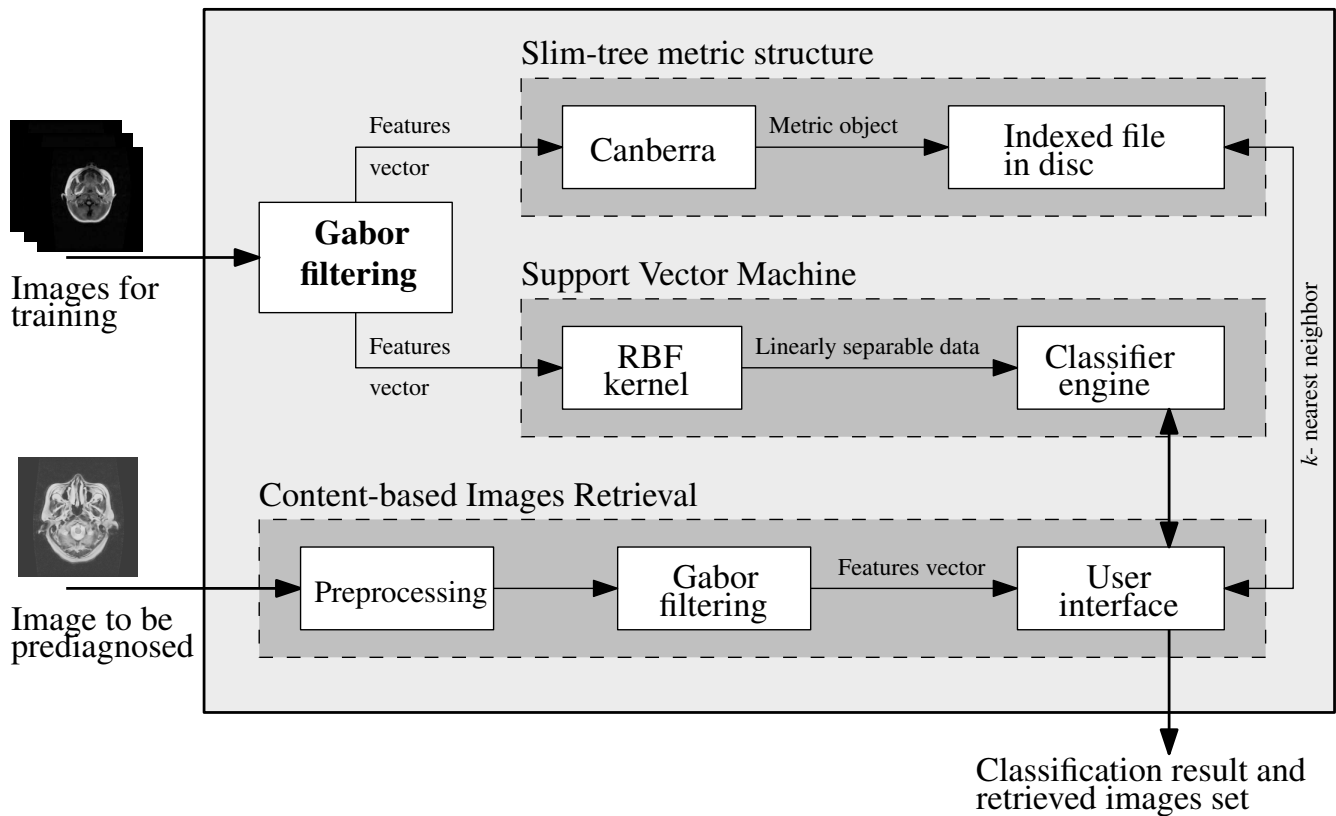 Slim-tree metric structure
Features
vector
Canberra
Metric object
Indexed file
in disc
Gabor
filtering
Images for
training
Support Vector Machine
Features
vector
RBF
kernel
Linearly separable data
Classifier
engine
k- nearest neighbor
Content-based Images Retrieval
Preprocessing
Gabor
filtering
Features vector
User
interface
Image to be
prediagnosed
Classification result and
retrieved images set